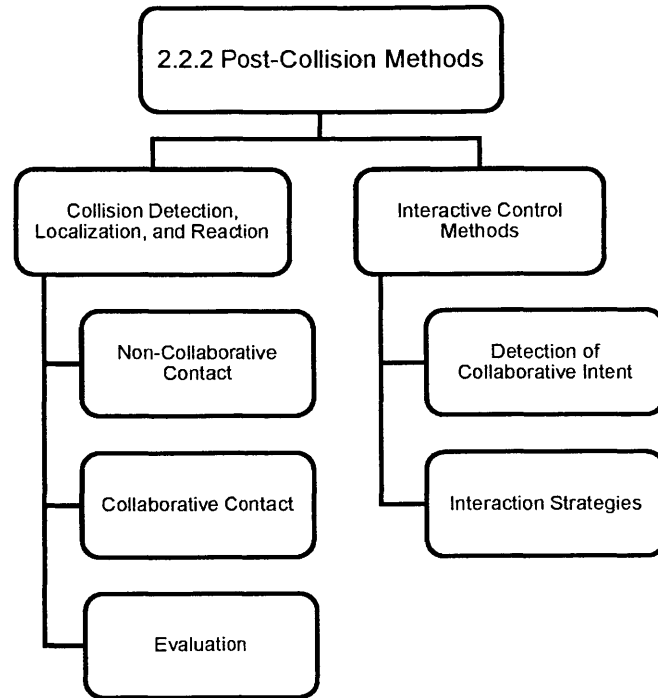 2.2.2 Post-Collision Methods
Collision Detection,
Localization, and Reaction
Non-Collaborative
Contact
Collaborative Contact
Evaluation
Interactive Control
Methods
Detection of
Collaborative Intent
Interaction Strategies